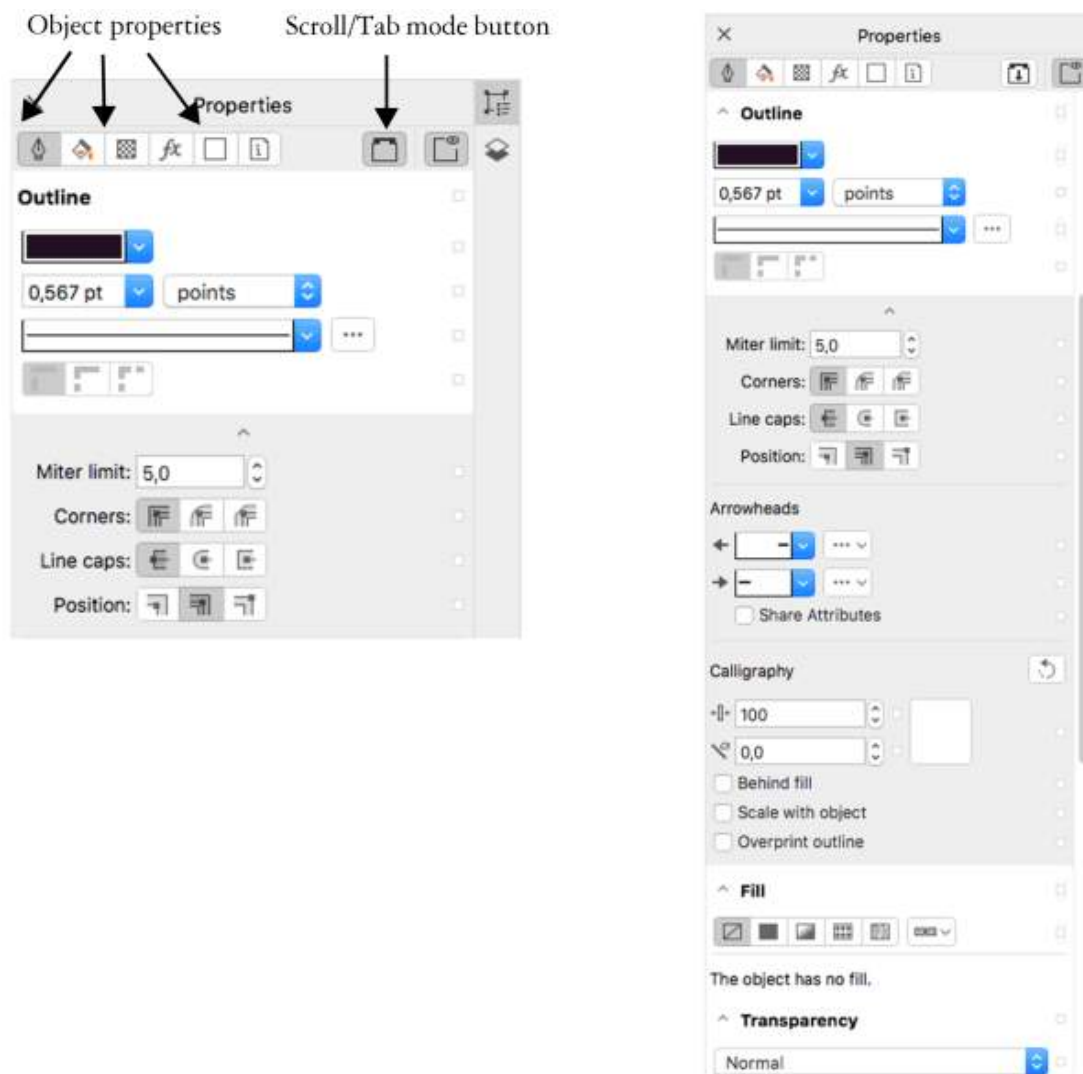 Object properties
Scroll/Tab mode button
Properties
fx
Outline
0,567 pt
points
Miter limit: 5,0
Corners:
Line caps:
Position:
Properties
fx
Outline
0,567 pt
points
Miter limit: 5,0
Corners:
Line caps:
Position:
Arrowheads
Share Attributes
Calligraphy
100
0,0
Behind fill
Scale with object
Overprint outline
Fill
The object has no fill.
Transparency
Normal